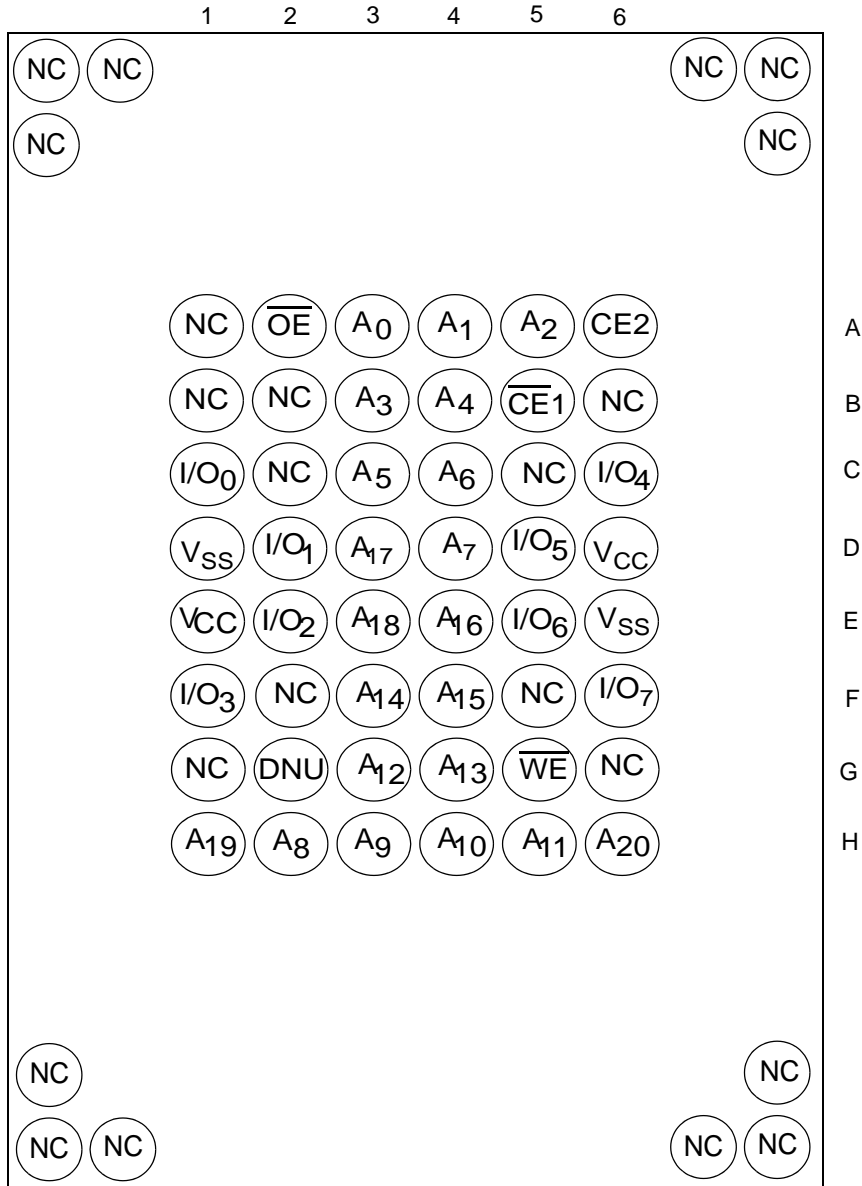 1 2 3 4 5 6
NC NC NC NC
NC NC
NC O̅E̅ A0 A1 A2 CE2 A
NC NC A3 A4 C̅E̅1 NC B
I/O0 NC A5 A6 NC I/O4 C
VSS I/O1 A17 A7 I/O5 VCC D
VCC I/O2 A18 A16 I/O6 VSS E
I/O3 NC A14 A15 NC I/O7 F
NC DNU A12 A13 W̅E̅ NC G
A19 A8 A9 A10 A11 A20 H
NC NC
NC NC NC NC